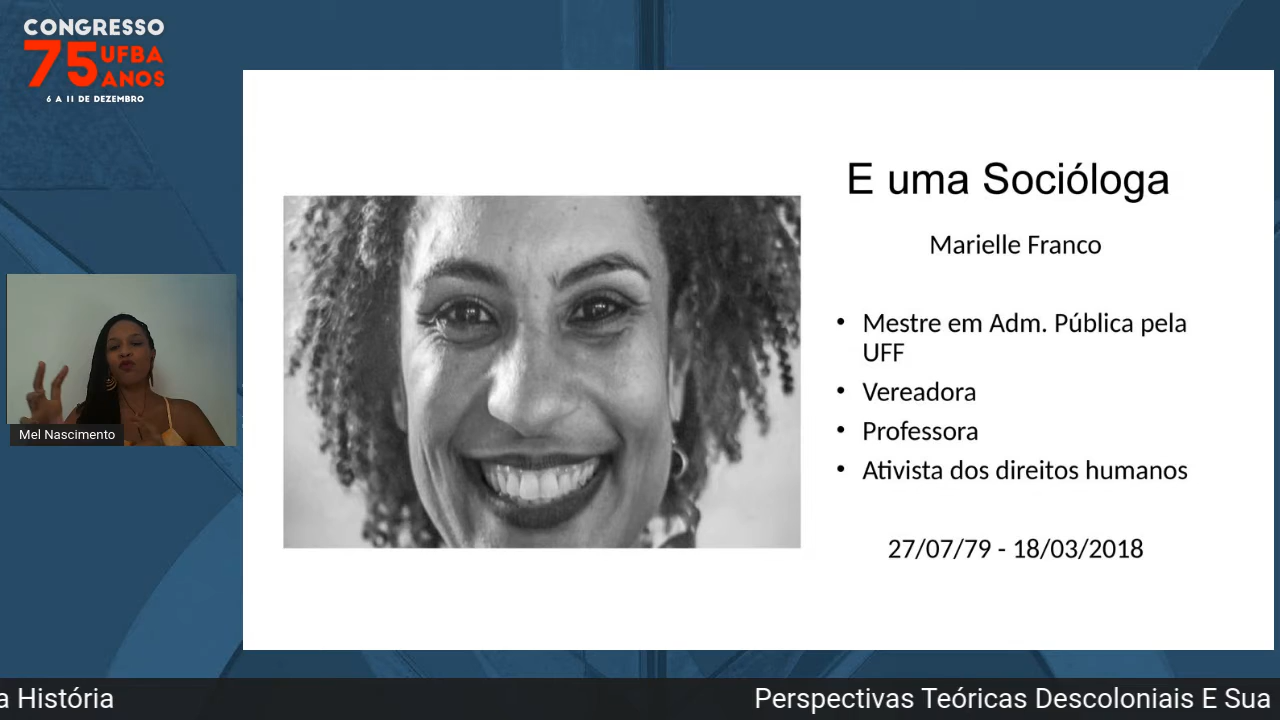 CONGRESSO
75 UFBA
ANOS
6 A 11 DE DEZEMBRO
E uma Socióloga
Marielle Franco
• Mestre em Adm. Pública pela
UFF
• Vereadora
• Professora
• Ativista dos direitos humanos
27/07/79 - 18/03/2018
Mel Nascimento
a História
Perspectivas Teóricas Descoloniais E Sua